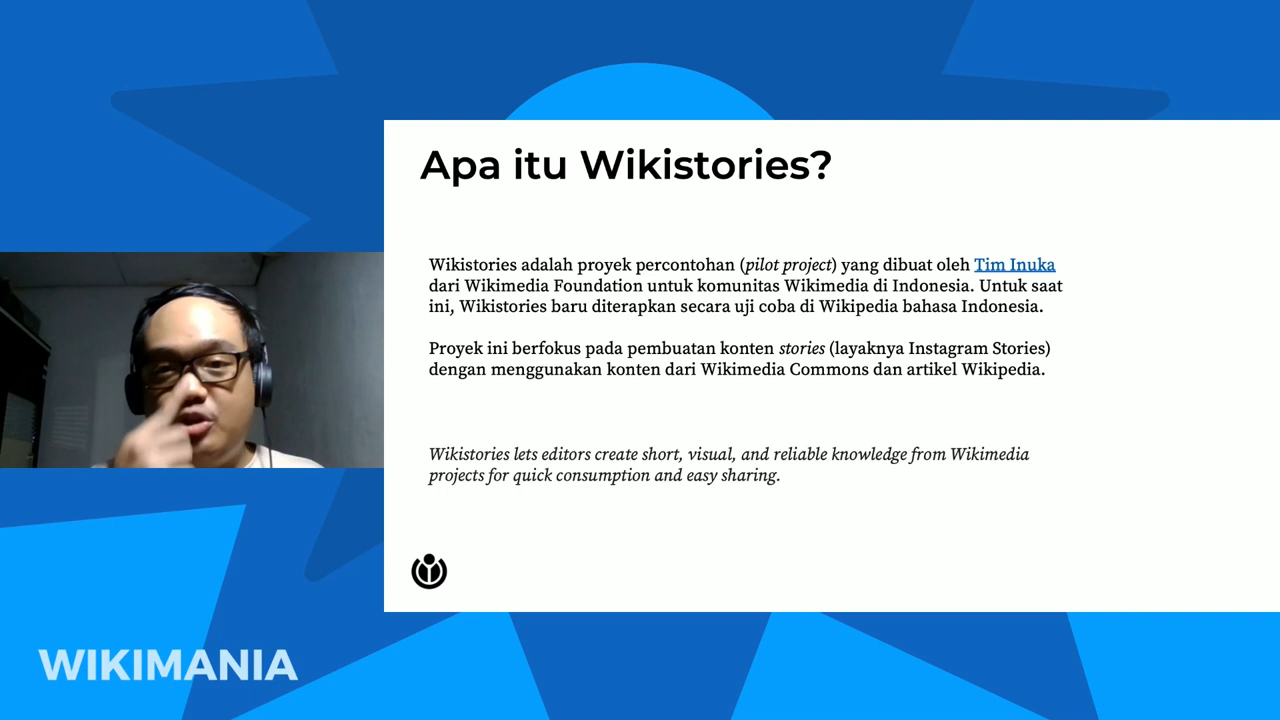 Apa itu Wikistories?
Wikistories adalah proyek percontohan (pilot project) yang dibuat oleh Tim Inuka
dari Wikimedia Foundation untuk komunitas Wikimedia di Indonesia. Untuk saat
ini, Wikistories baru diterapkan secara uji coba di Wikipedia bahasa Indonesia.
Proyek ini berfokus pada pembuatan konten stories (layaknya Instagram Stories)
dengan menggunakan konten dari Wikimedia Commons dan artikel Wikipedia.
Wikistories lets editors create short, visual, and reliable knowledge from Wikimedia
projects for quick consumption and easy sharing.
WIKIMANIA